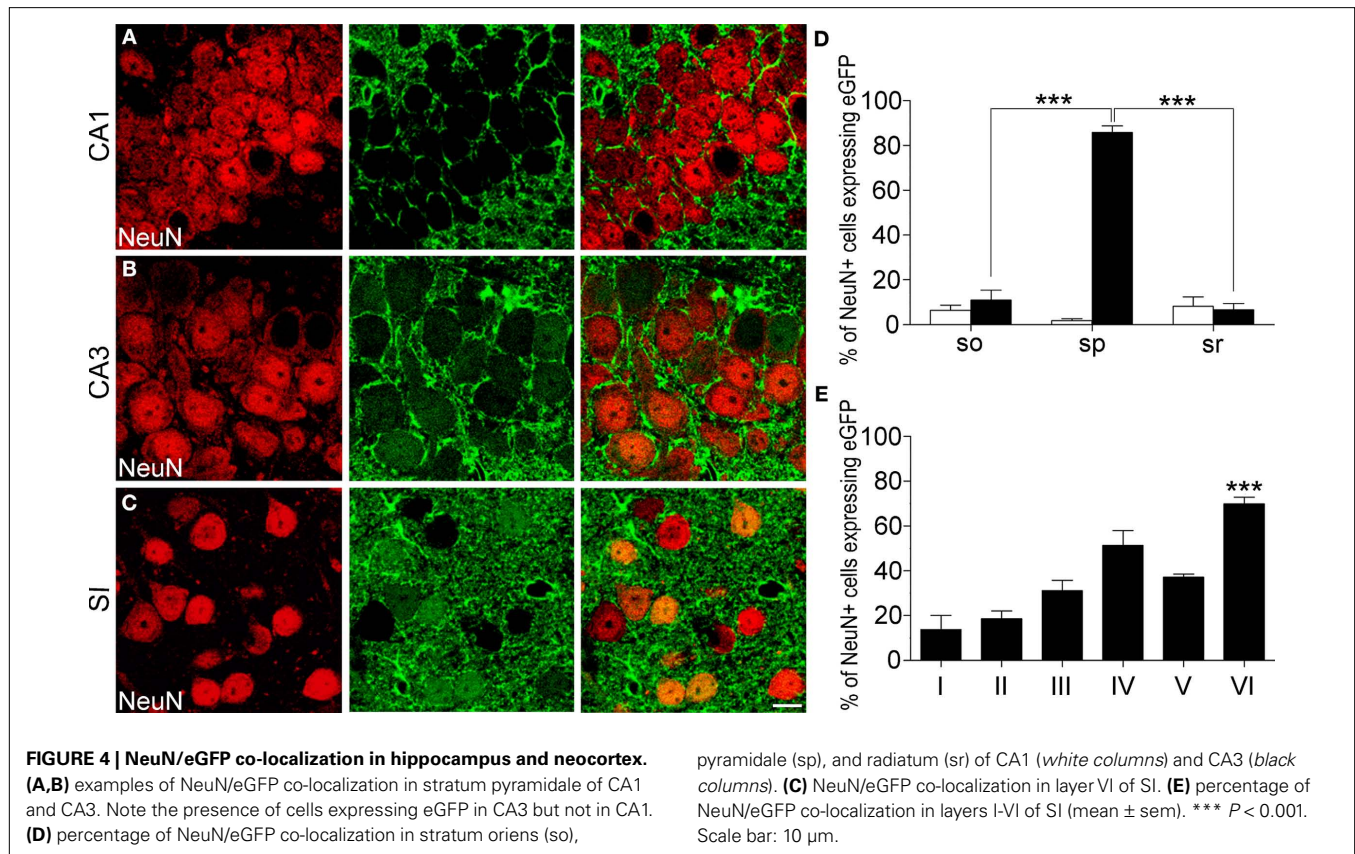 A
CA1
NeuN
B
CA3
NeuN
C
SI
NeuN
D
% of NeuN+ cells expressing eGFP
100
80
60
40
20
0
***
***
so
sp
sr
E
% of NeuN+ cells expressing eGFP
100
80
60
40
20
0
***
I
II
III
IV
V
VI
FIGURE 4 | NeuN/eGFP co-localization in hippocampus and neocortex.
(A,B) examples of NeuN/eGFP co-localization in stratum pyramidale of CA1
and CA3. Note the presence of cells expressing eGFP in CA3 but not in CA1.
(D) percentage of NeuN/eGFP co-localization in stratum oriens (so),
pyramidale (sp), and radiatum (sr) of CA1 (white columns) and CA3 (black
columns). (C) NeuN/eGFP co-localization in layer VI of SI. (E) percentage of
NeuN/eGFP co-localization in layers I-VI of SI (mean ± sem). *** P < 0.001.
Scale bar: 10 μm.